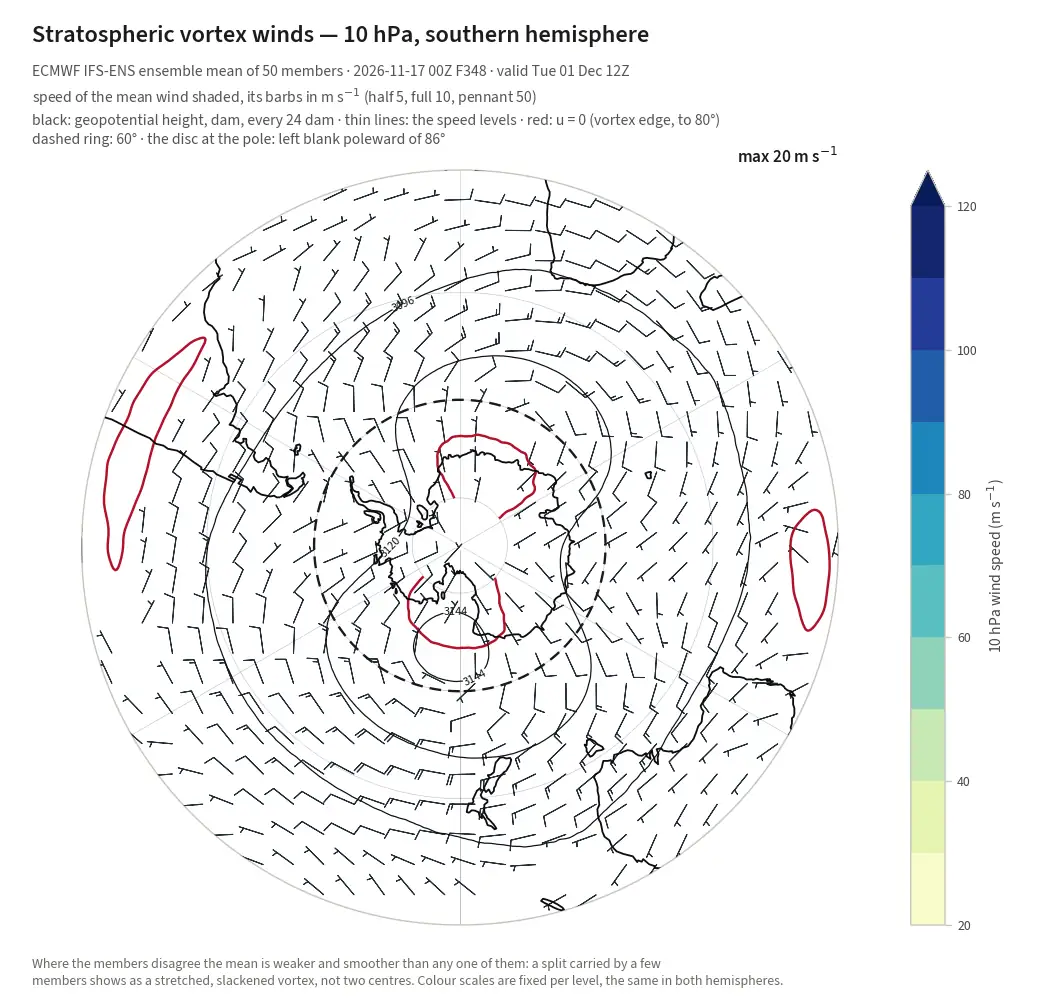 Stratospheric vortex winds — 10 hPa, southern hemisphere
ECMWF IFS-ENS ensemble mean of 50 members · 2026-11-17 00Z F348 · valid Tue 01 Dec 12Z
speed of the mean wind shaded, its barbs in m s⁻¹ (half 5, full 10, pennant 50)
black: geopotential height, dam, every 24 dam · thin lines: the speed levels · red: u = 0 (vortex edge, to 80°)
dashed ring: 60° · the disc at the pole: left blank poleward of 86°
max 20 m s⁻¹
120
100
80
60
40
20
10 hPa wind speed (m s⁻¹)
3096
3120
3144
3144
Where the members disagree the mean is weaker and smoother than any one of them: a split carried by a few
members shows as a stretched, slackened vortex, not two centres. Colour scales are fixed per level, the same in both hemispheres.